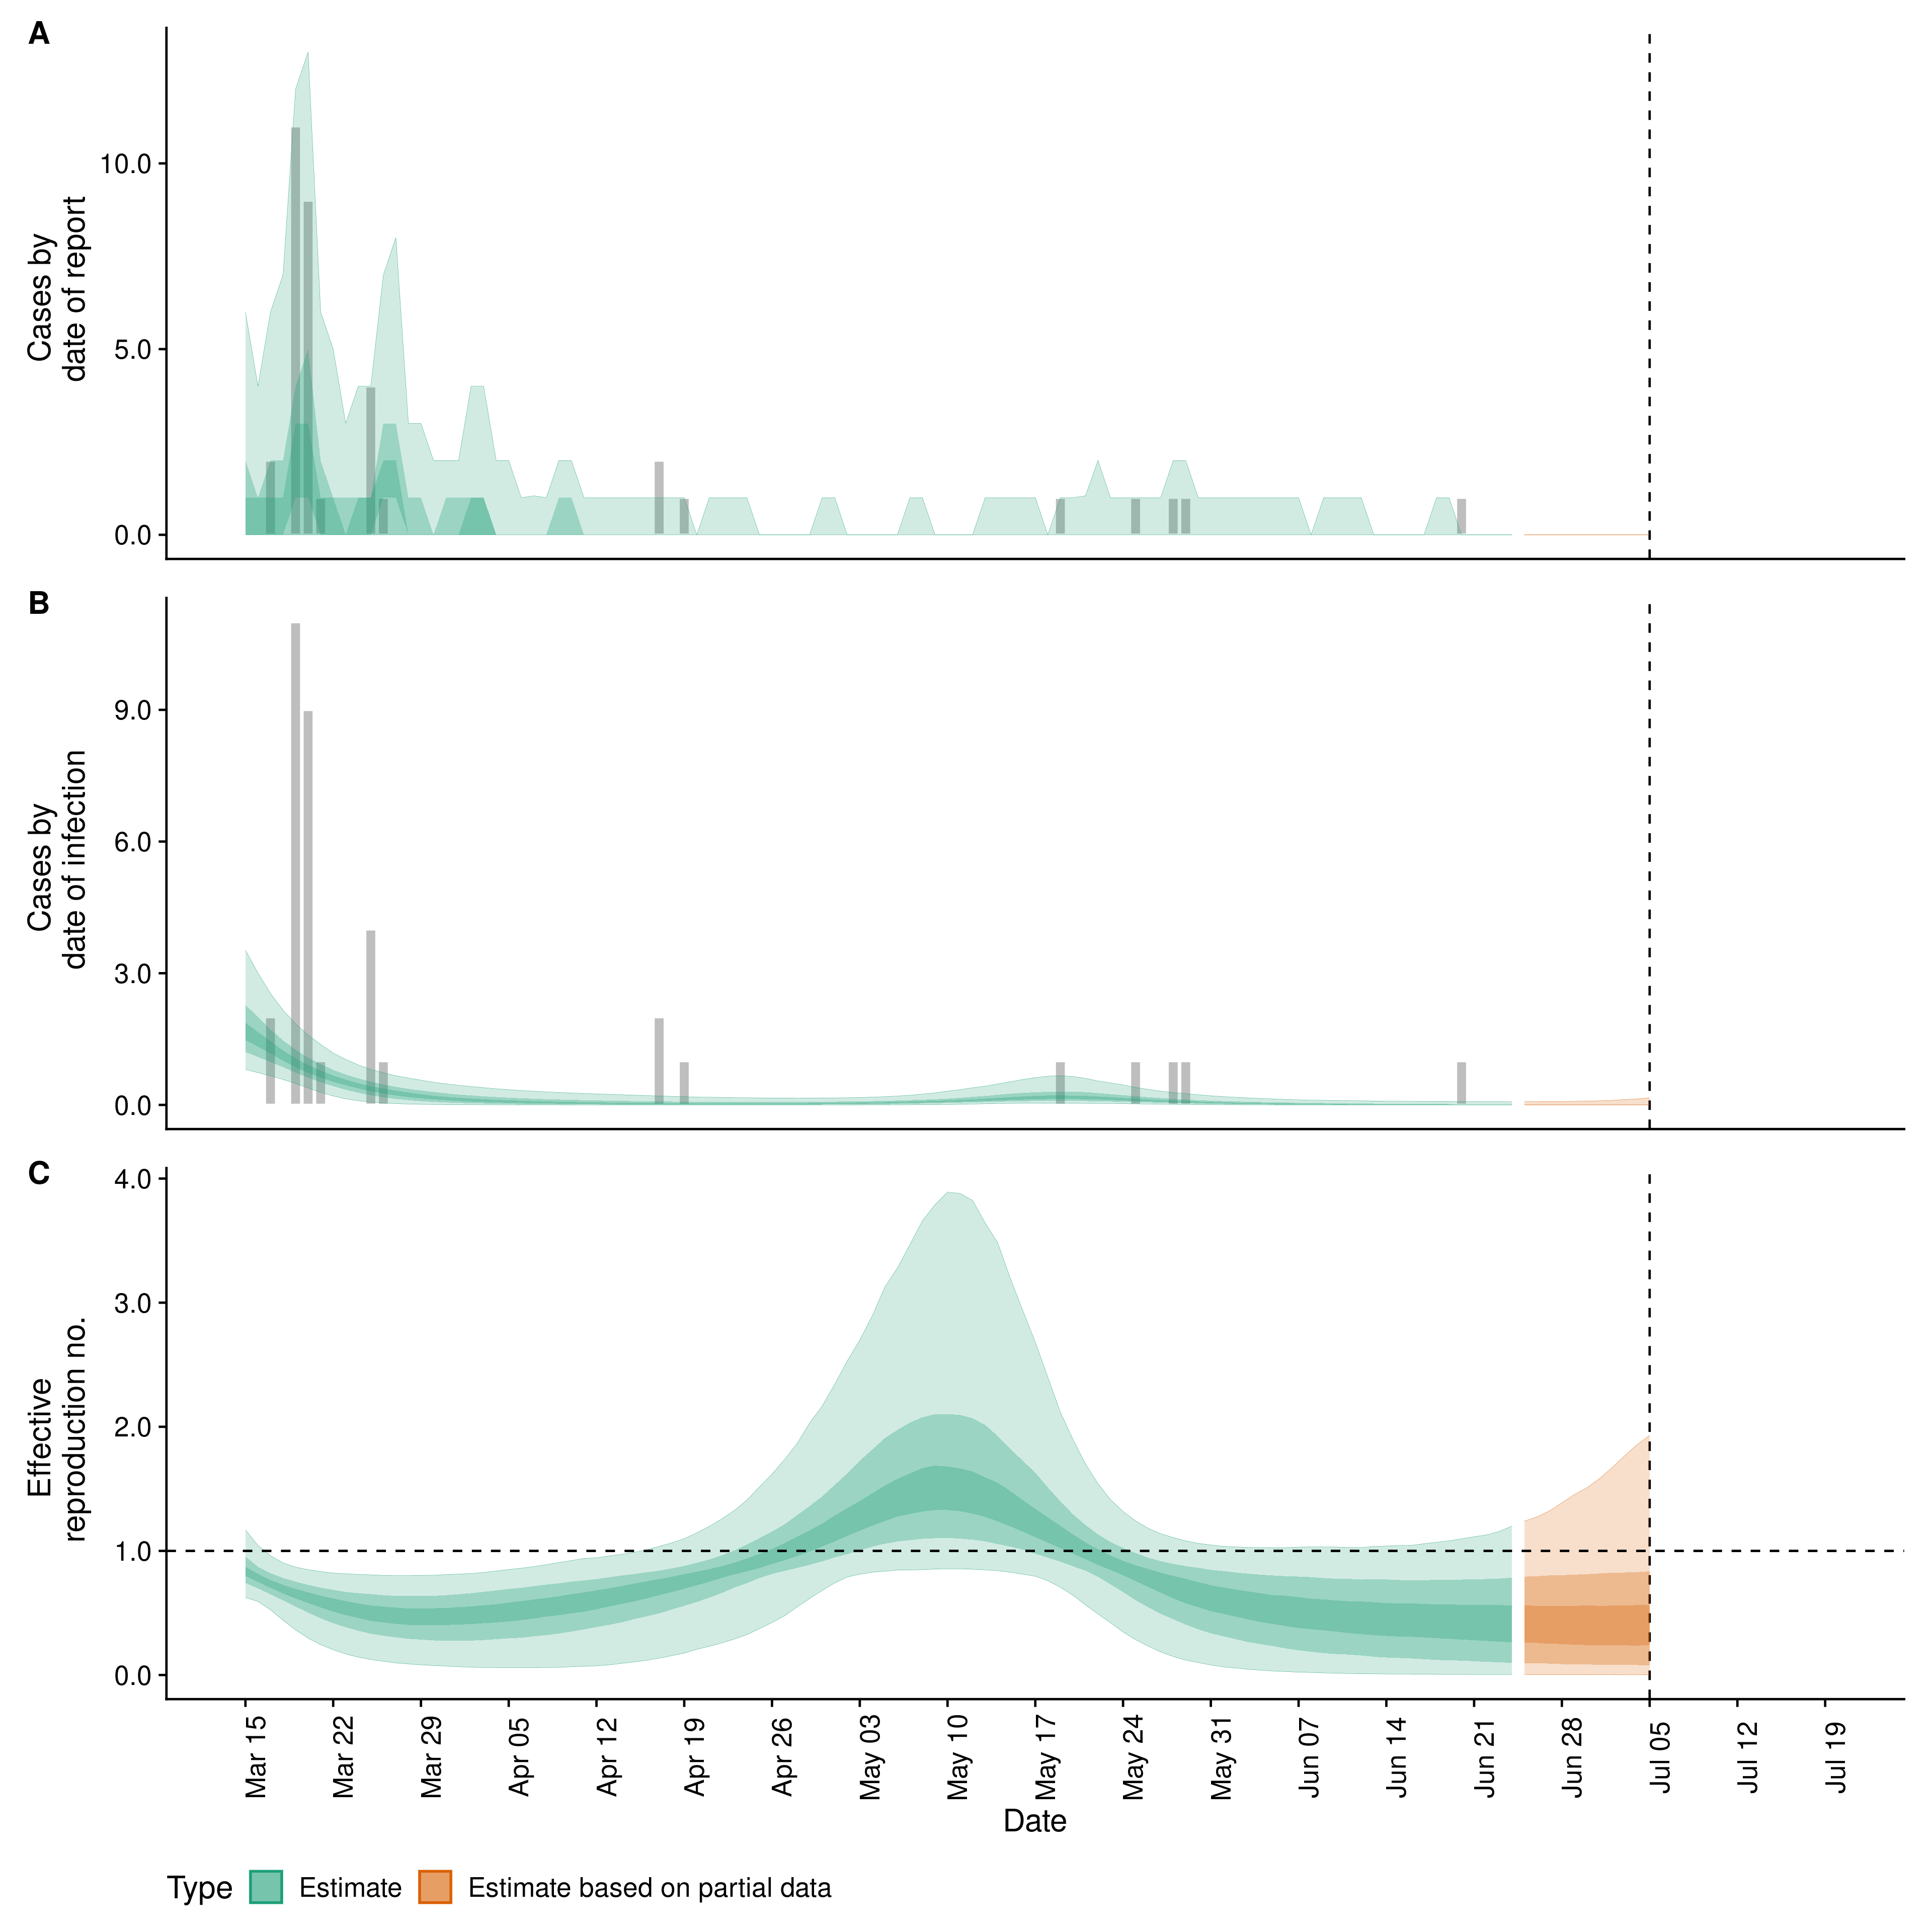 A
Cases by
date of report
10.0
5.0
0.0
B
Cases by
date of infection
9.0
6.0
3.0
0.0
C
Effective
reproduction no.
4.0
3.0
2.0
1.0
0.0
Mar 15
Mar 22
Mar 29
Apr 05
Apr 12
Apr 19
Apr 26
May 03
May 10
May 17
May 24
May 31
Jun 07
Jun 14
Jun 21
Jun 28
Jul 05
Jul 12
Jul 19
Date
Type Estimate Estimate based on partial data